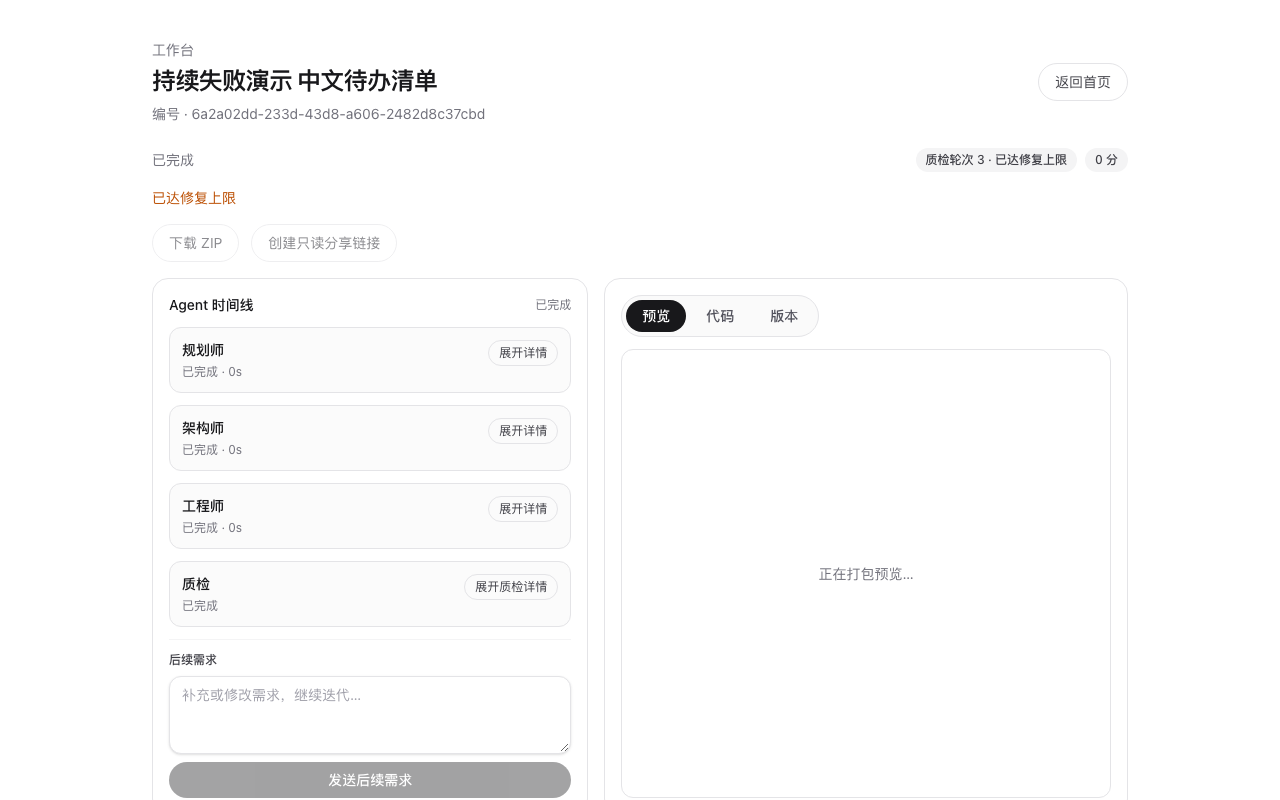 工作台
持续失败演示 中文待办清单
返回首页
编号 · 6a2a02dd-233d-43d8-a606-2482d8c37cbd
已完成
质检轮次 3 · 已达修复上限
0 分
已达修复上限
下载 ZIP
创建只读分享链接
Agent 时间线
已完成
规划师
展开详情
已完成 · 0s
架构师
展开详情
已完成 · 0s
工程师
展开详情
已完成 · 0s
质检
展开质检详情
已完成
后续需求
补充或修改需求，继续迭代...
发送后续需求
预览
代码
版本
正在打包预览...